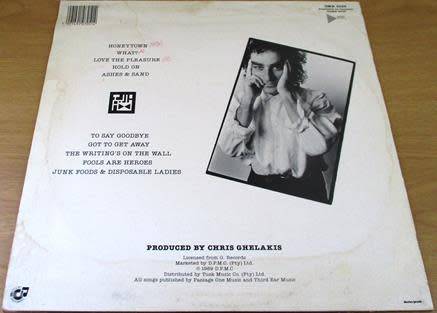 HONEYTOWN
WHAT?
LOVE THE PLEASURE
HOLD ON
ASHES & SAND
TO SAY GOODBYE
GOT TO GET AWAY
THE WRITING'S ON THE WALL
FOOLS ARE HEROES
JUNK FOODS & DISPOSABLE LADIES
PRODUCED BY CHRIS GHELAKIS
Licensed from G. Records
Marketed by D.P.M.C. (Pty) Ltd.
© 1989 D.P.M.C
Distributed by Tusk Music Co. (Pty) Ltd.
All songs published by Passage One Music and Third Ear Music